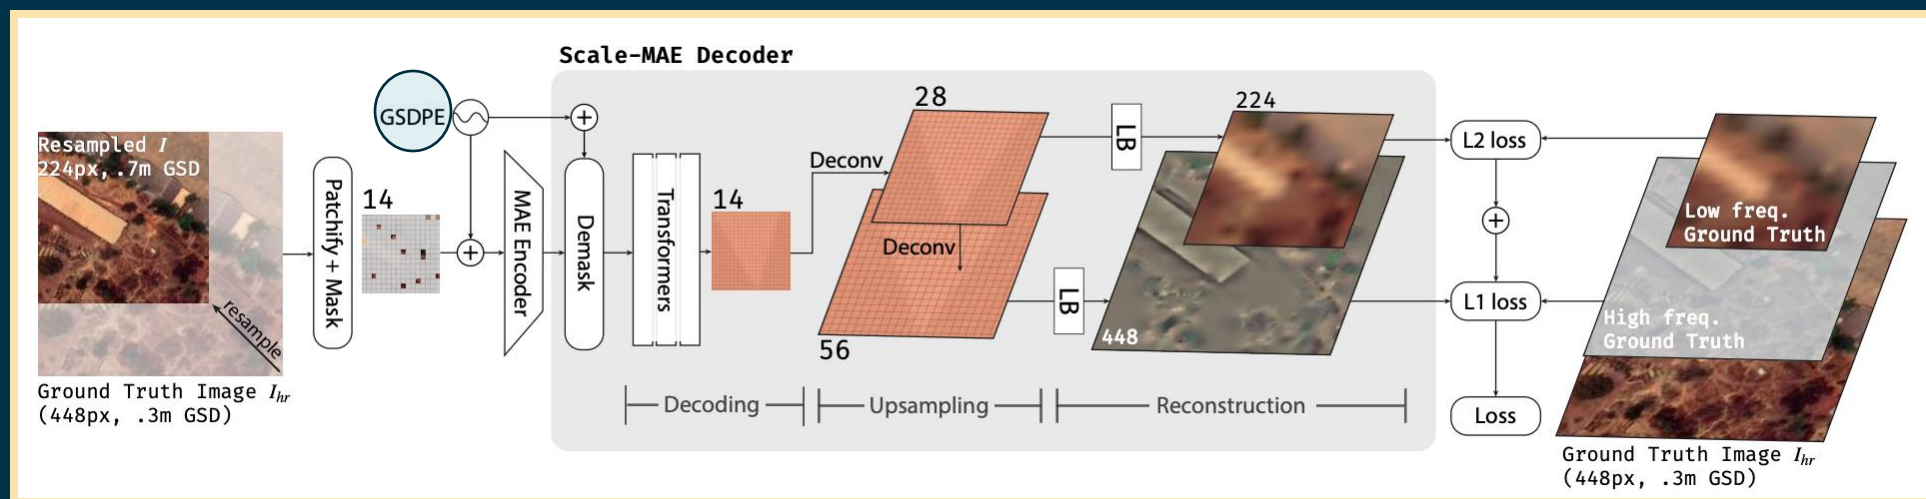 Scale-MAE Decoder
Resampled I
224px, .7m GSD
resample
Ground Truth Image I_hr
(448px, .3m GSD)
Patchify + Mask
14
GSDPE
MAE Encoder
Demask
Transformers
14
Deconv
28
Deconv
56
LB
LB
224
448
Decoding
Upsampling
Reconstruction
L2 loss
L1 loss
Loss
Low freq.
Ground Truth
High freq.
Ground Truth
Ground Truth Image I_hr
(448px, .3m GSD)